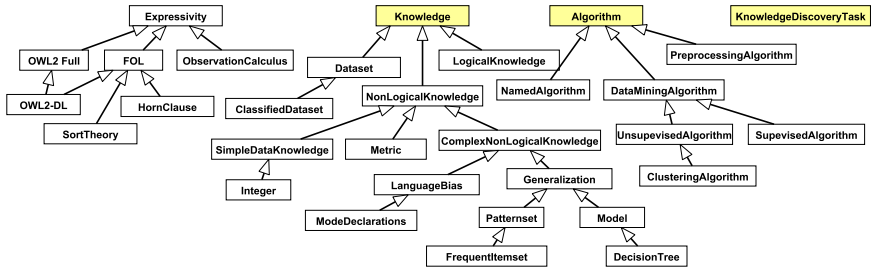 Expressivity
Knowledge
Algorithm
KnowledgeDiscoveryTask
OWL2 Full
FOL
ObservationCalculus
Dataset
LogicalKnowledge
PreprocessingAlgorithm
OWL2-DL
HornClause
ClassifiedDataset
NonLogicalKnowledge
NamedAlgorithm
DataMiningAlgorithm
SortTheory
SimpleDataKnowledge
Metric
ComplexNonLogicalKnowledge
UnsupevisedAlgorithm
SupevisedAlgorithm
Integer
LanguageBias
Generalization
ClusteringAlgorithm
ModeDeclarations
Patternset
Model
FrequentItemset
DecisionTree